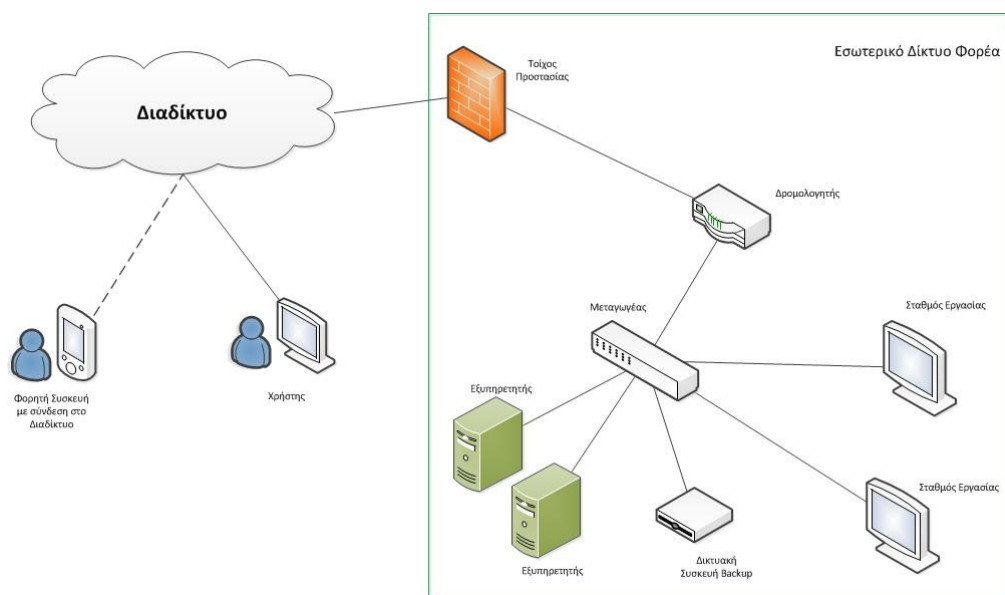 Εσωτερικό Δίκτυο Φορέα
Τοίχος
Προστασίας
Διαδίκτυο
Δρομολογητής
Μεταγωγέας
Σταθμός Εργασίας
Εξυπηρετητής
Φορητή Συσκευή
με σύνδεση στο
Διαδίκτυο
Χρήστης
Σταθμός Εργασίας
Εξυπηρετητής
Δικτυακή
Συσκευή Backup